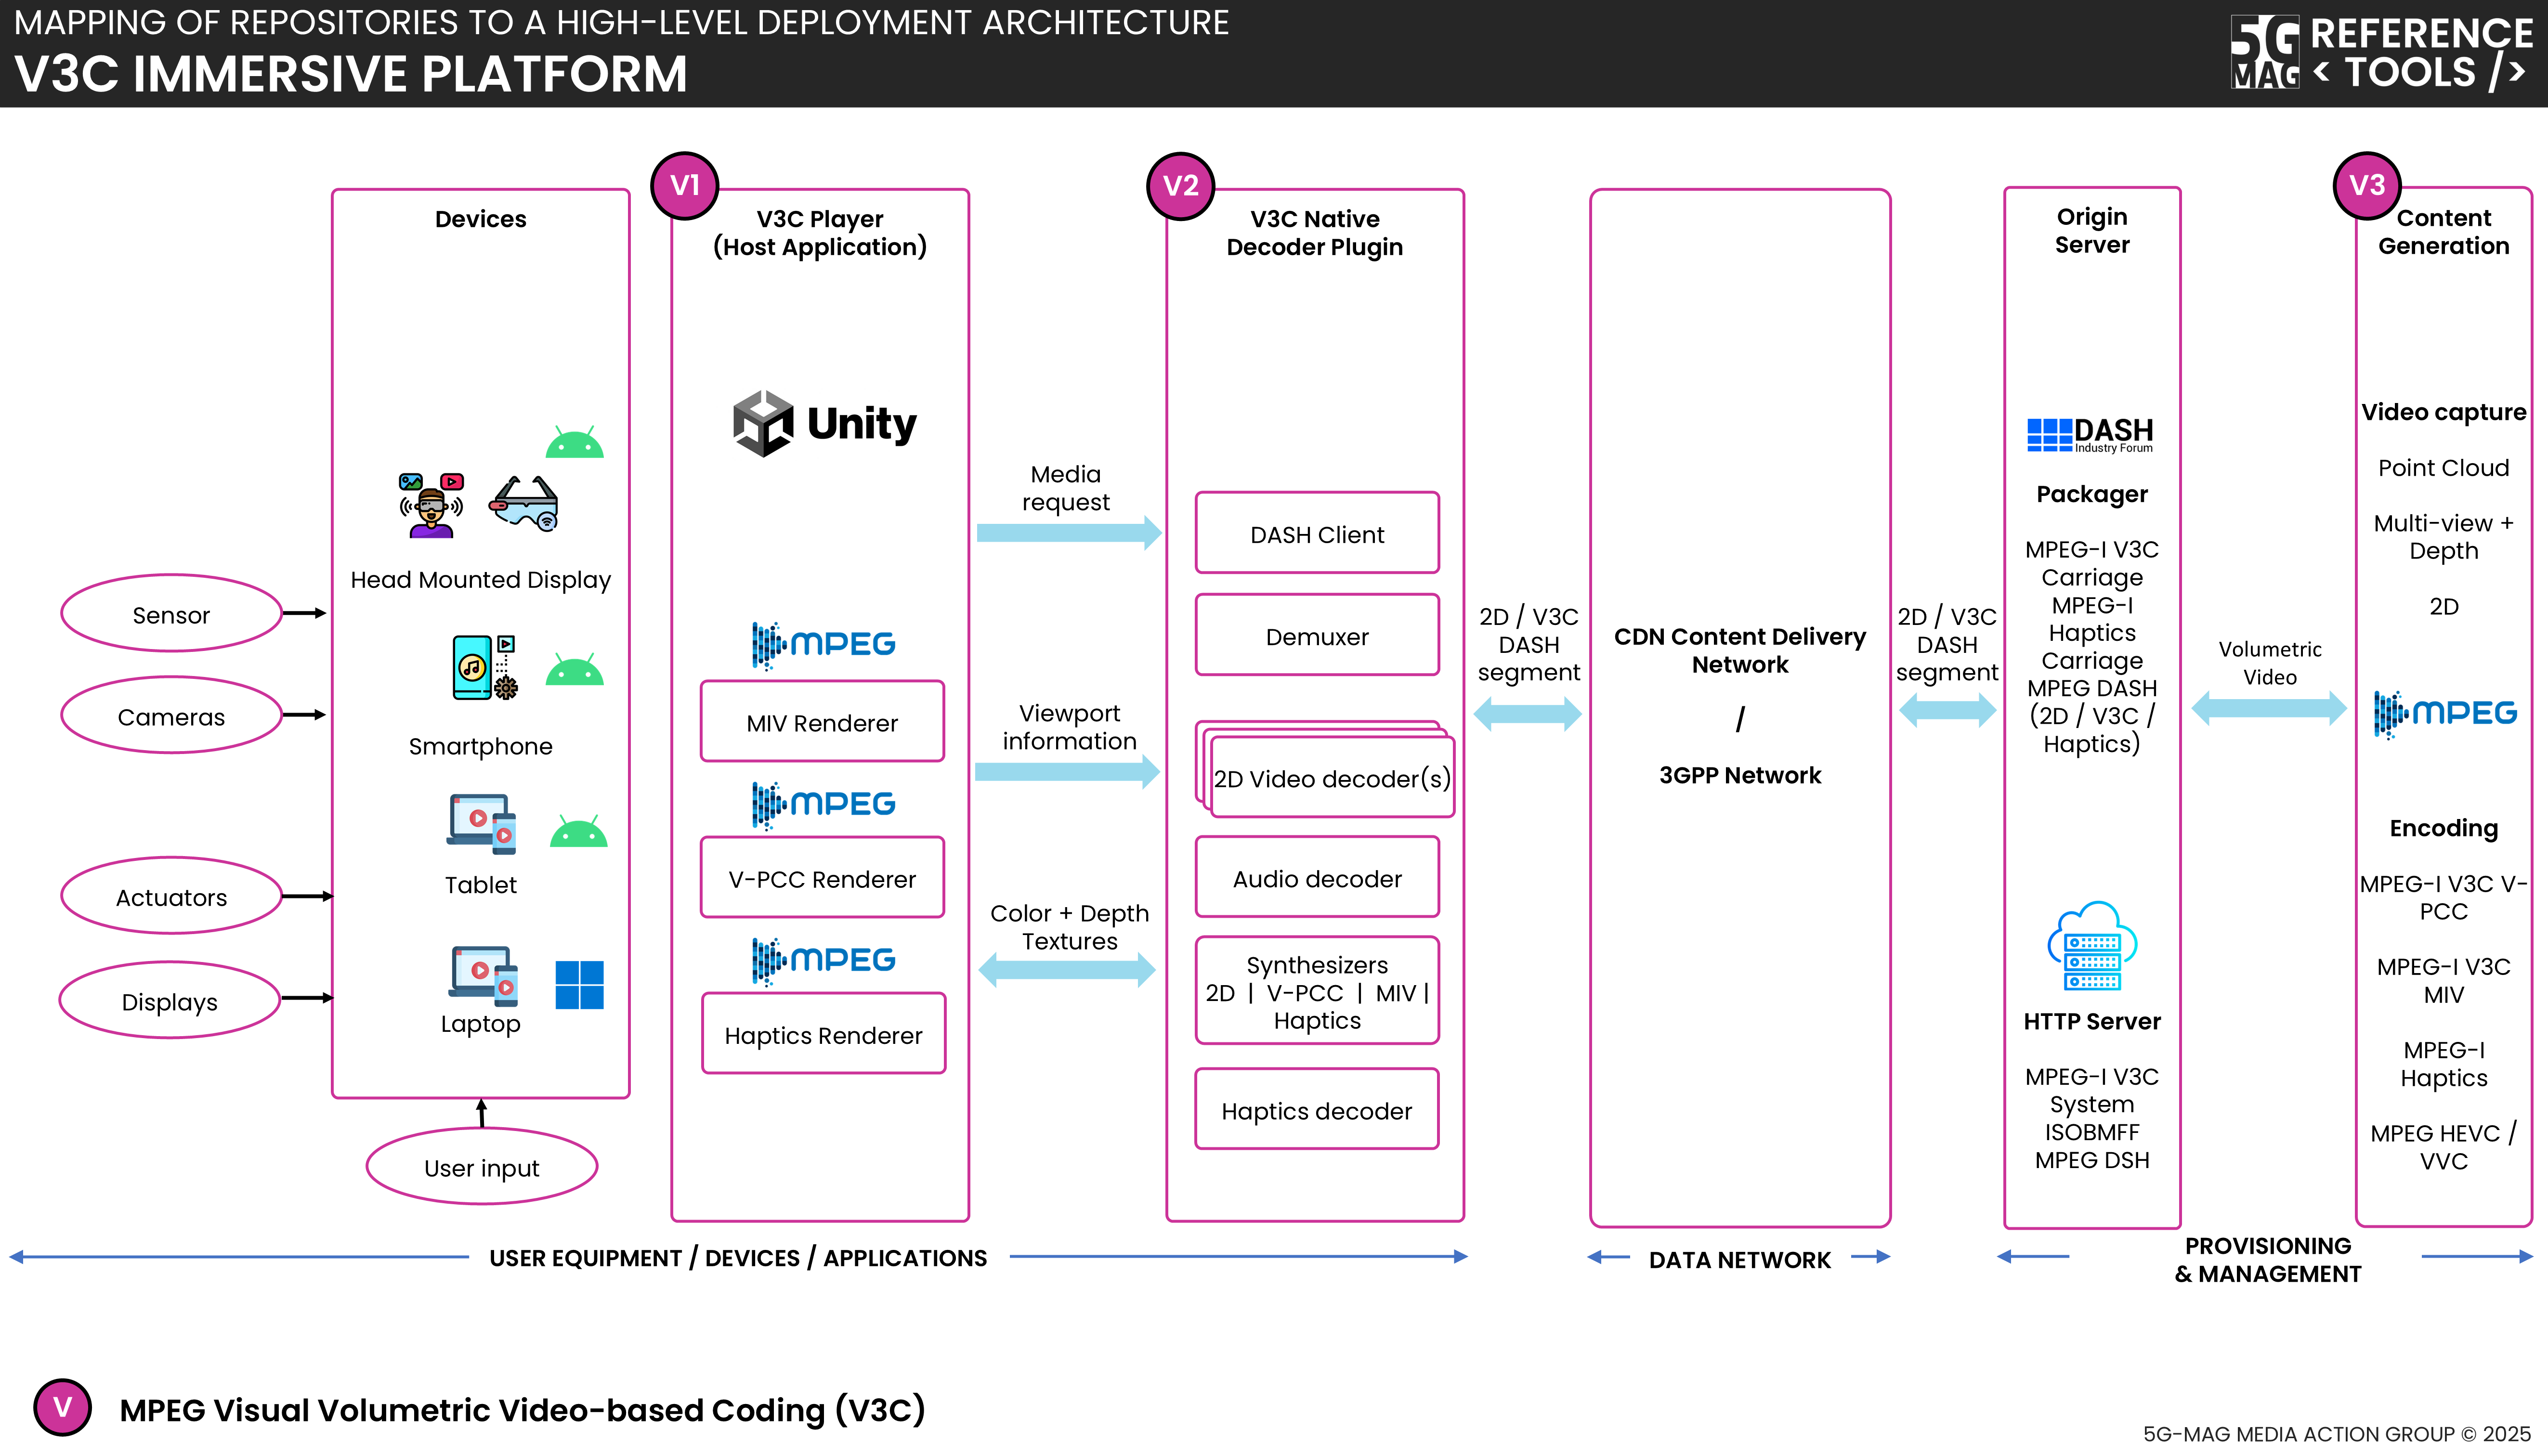 MAPPING OF REPOSITORIES TO A HIGH-LEVEL DEPLOYMENT ARCHITECTURE
V3C IMMERSIVE PLATFORM
5G
MAG
REFERENCE
< TOOLS />
Devices
Head Mounted Display
Smartphone
Tablet
Laptop
Sensor
Cameras
Actuators
Displays
User input
V1
V3C Player
(Host Application)
Unity
MPEG
MIV Renderer
MPEG
V-PCC Renderer
MPEG
Haptics Renderer
Media
request
Viewport
information
Color + Depth
Textures
V2
V3C Native
Decoder Plugin
DASH Client
Demuxer
2D Video decoder(s)
Audio decoder
Synthesizers
2D | V-PCC | MIV |
Haptics
Haptics decoder
2D / V3C
DASH
segment
CDN Content Delivery
Network
/
3GPP Network
2D / V3C
DASH
segment
Origin
Server
DASH
Industry Forum
Packager
MPEG-I V3C
Carriage
MPEG-I
Haptics
Carriage
MPEG DASH
(2D / V3C /
Haptics)
HTTP Server
MPEG-I V3C
System
ISOBMFF
MPEG DSH
Volumetric
Video
V3
Content
Generation
Video capture
Point Cloud
Multi-view +
Depth
2D
MPEG
Encoding
MPEG-I V3C V-
PCC
MPEG-I V3C
MIV
MPEG-I
Haptics
MPEG HEVC /
VVC
USER EQUIPMENT / DEVICES / APPLICATIONS
DATA NETWORK
PROVISIONING
& MANAGEMENT
V
MPEG Visual Volumetric Video-based Coding (V3C)
5G-MAG MEDIA ACTION GROUP © 2025